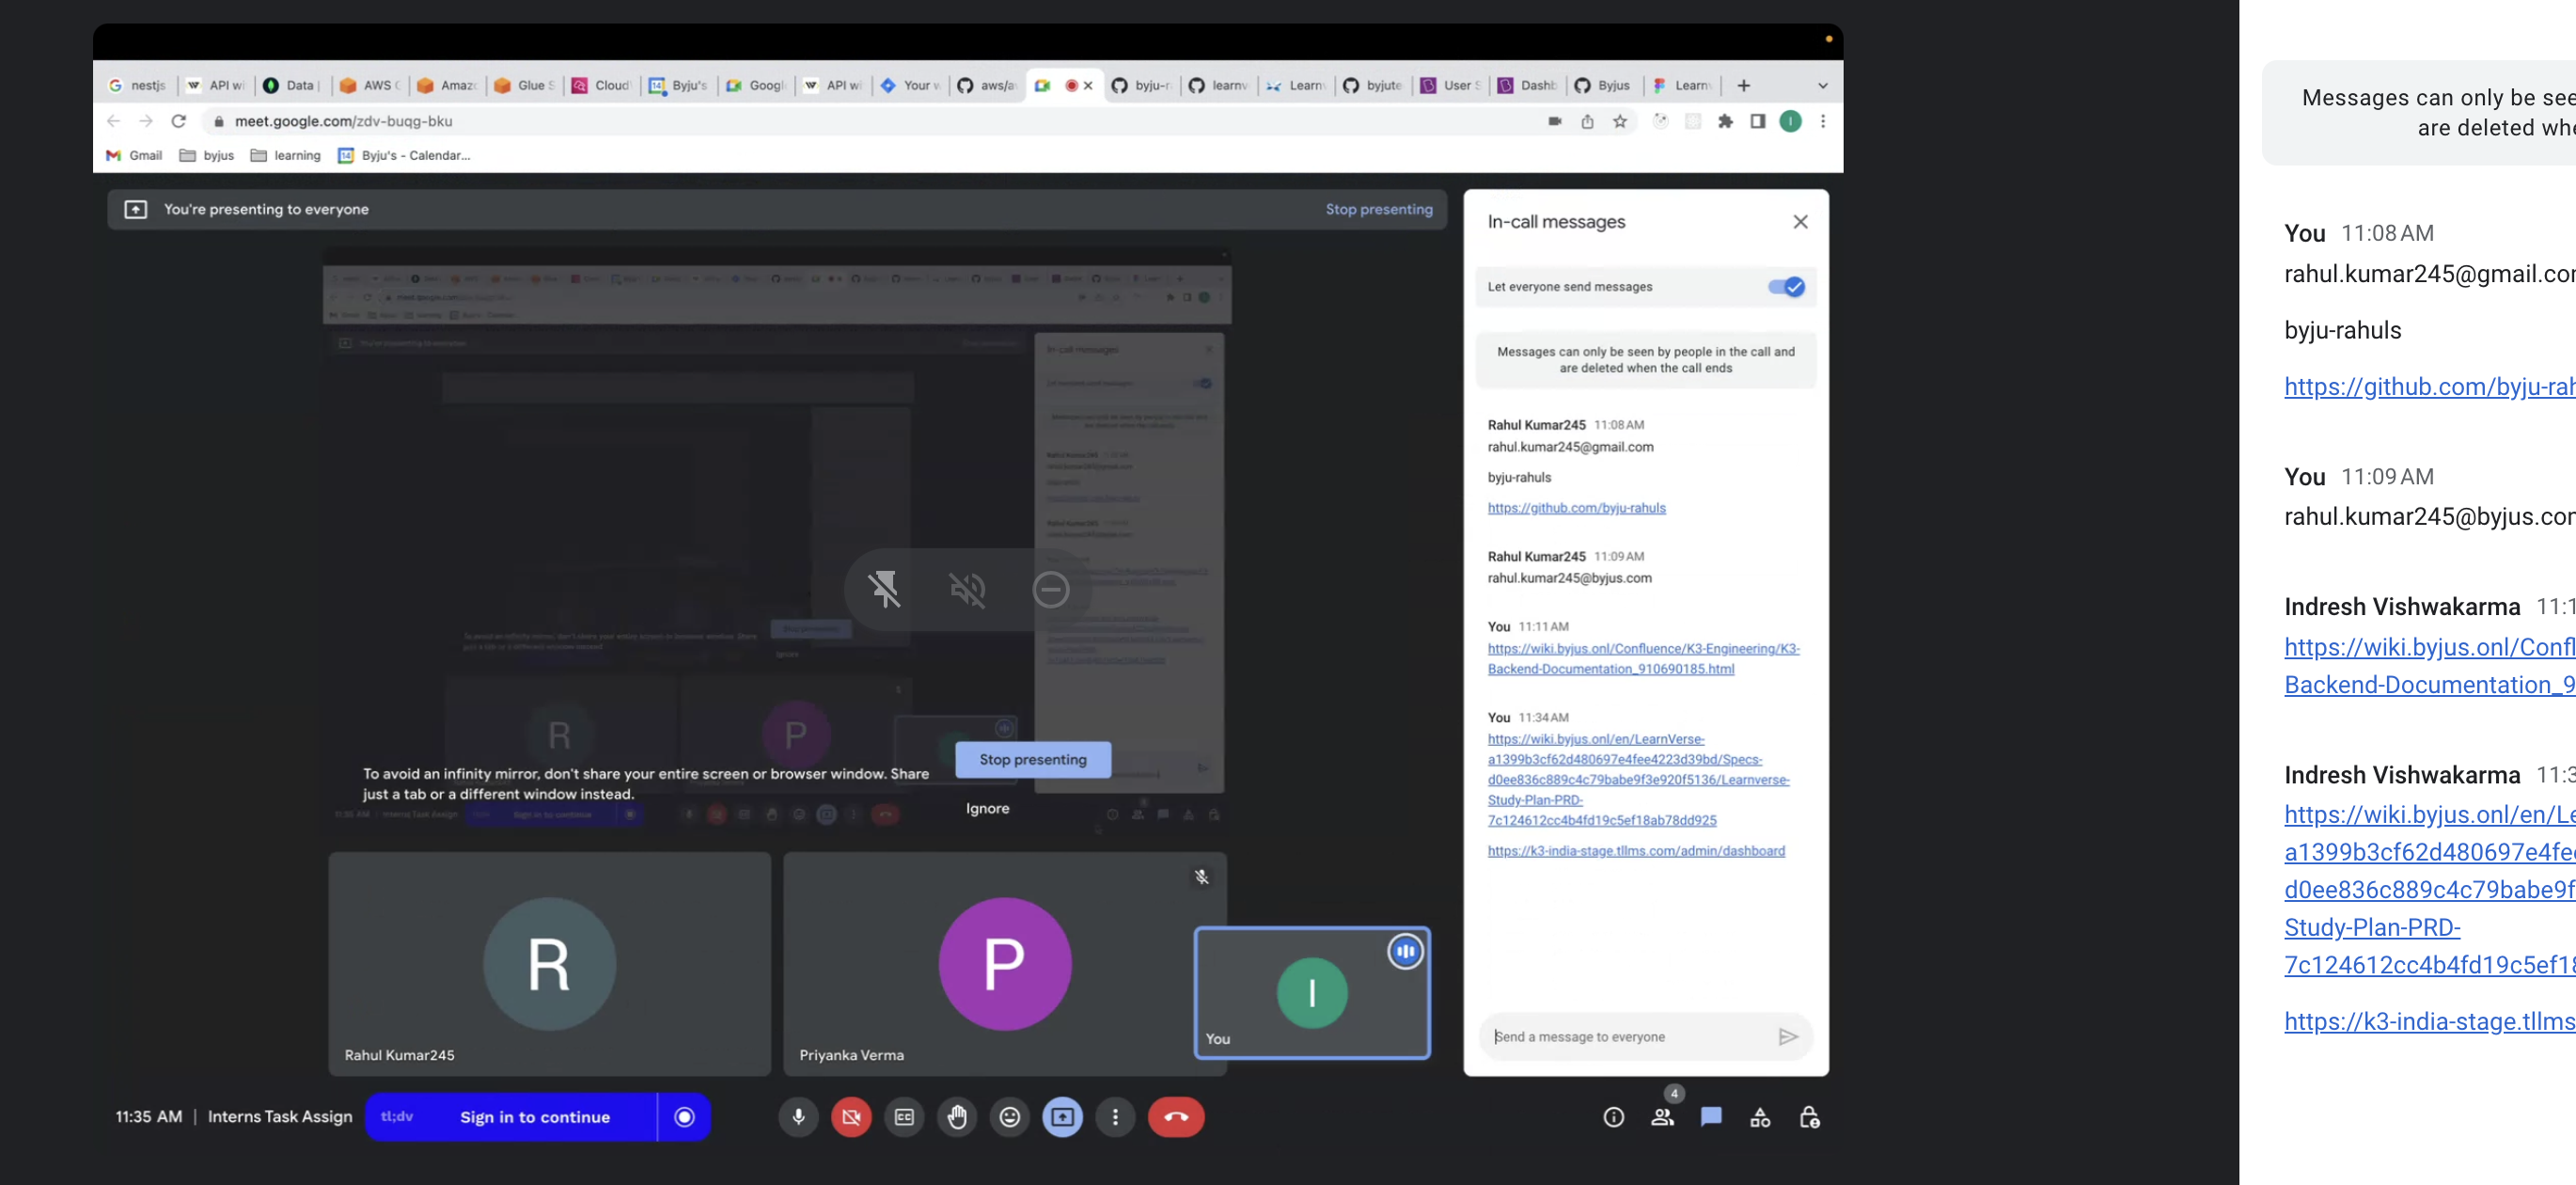 nestjs
API wi
Data |
AWS C
Amaz
Glue S
Cloud
Byju's
Googl
API wi
Your w
aws/a
byju-r
learnv
Learn
byjute
User S
Dashb
Byjus
Learn
meet.google.com/zdv-buqg-bku
Gmail
byjus
learning
Byju's - Calendar...
You're presenting to everyone
Stop presenting
To avoid an infinity mirror, don't share your entire screen or browser window. Share
just a tab or a different window instead.
Stop presenting
Ignore
R
Rahul Kumar245
P
Priyanka Verma
I
You
11:35 AM | Interns Task Assign
tl;dv Sign in to continue
4
In-call messages
Let everyone send messages
Messages can only be seen by people in the call and
are deleted when the call ends
Rahul Kumar245 11:08 AM
rahul.kumar245@gmail.com
byju-rahuls
https://github.com/byju-rahuls
Rahul Kumar245 11:09 AM
rahul.kumar245@byjus.com
You 11:11 AM
https://wiki.byjus.onl/Confluence/K3-Engineering/K3-
Backend-Documentation_910690185.html
You 11:34 AM
https://wiki.byjus.onl/en/LearnVerse-
a1399b3cf62d480697e4fee4223d39bd/Specs-
d0ee836c889c4c79babe9f3e920f5136/Learnverse-
Study-Plan-PRD-
7c124612cc4b4fd19c5ef18ab78dd925
https://k3-india-stage.tllms.com/admin/dashboard
Send a message to everyone
Messages can only be see
are deleted whe
You 11:08 AM
rahul.kumar245@gmail.co
byju-rahuls
https://github.com/byju-rah
You 11:09 AM
rahul.kumar245@byjus.co
Indresh Vishwakarma 11:1
https://wiki.byjus.onl/Confl
Backend-Documentation_9
Indresh Vishwakarma 11:3
https://wiki.byjus.onl/en/Le
a1399b3cf62d480697e4fe
d0ee836c889c4c79babe9f
Study-Plan-PRD-
7c124612cc4b4fd19c5ef18
https://k3-india-stage.tllms